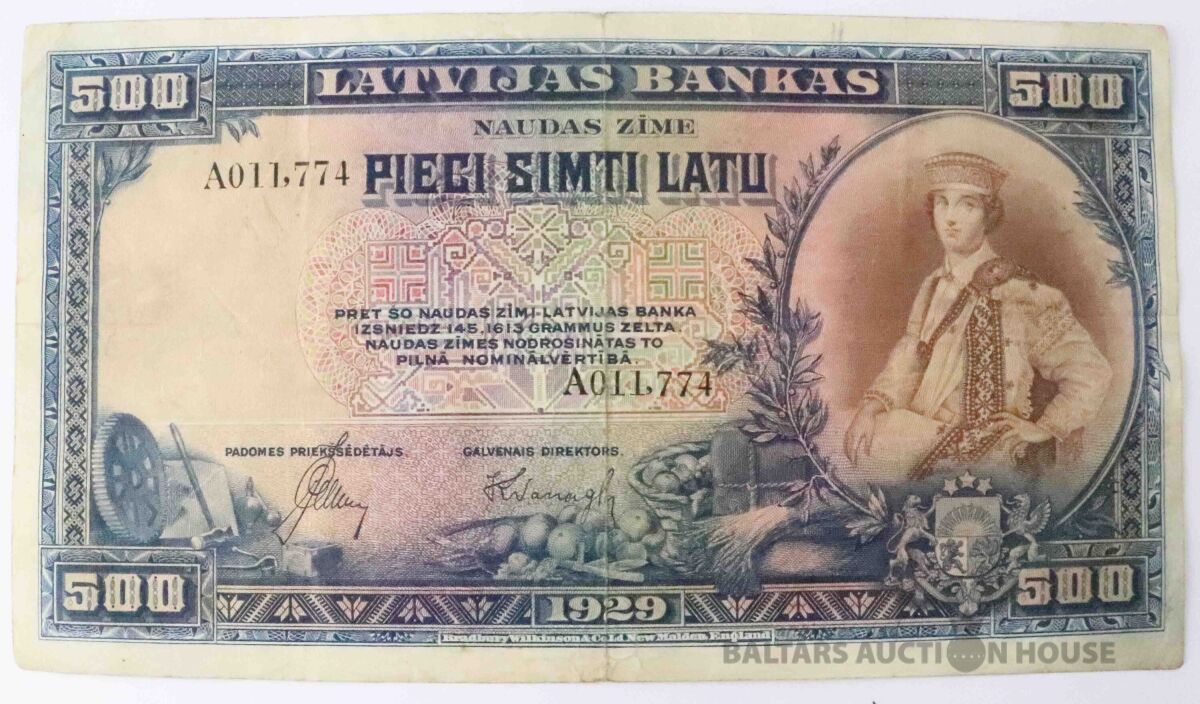 500 LATVIJAS BANKAS 500
NAUDAS ZĪME
A011,774 PIECI SIMTI LATU
PRET ŠO NAUDAS ZĪMI LATVIJAS BANKA
IZSNIEDZ 145.1613 GRAMMUS ZELTA.
NAUDAS ZĪMES NODROŠINĀTAS TO
PILNĀ NOMINĀLVĒRTĪBĀ.
A011,774
PADOMES PRIEKŠSĒDĒTĀJS. GALVENAIS DIREKTORS.
500 1929 500
Bradbury, Wilkinson & Co. Ld. New Malden, England
BALTARS AUCTION HOUSE